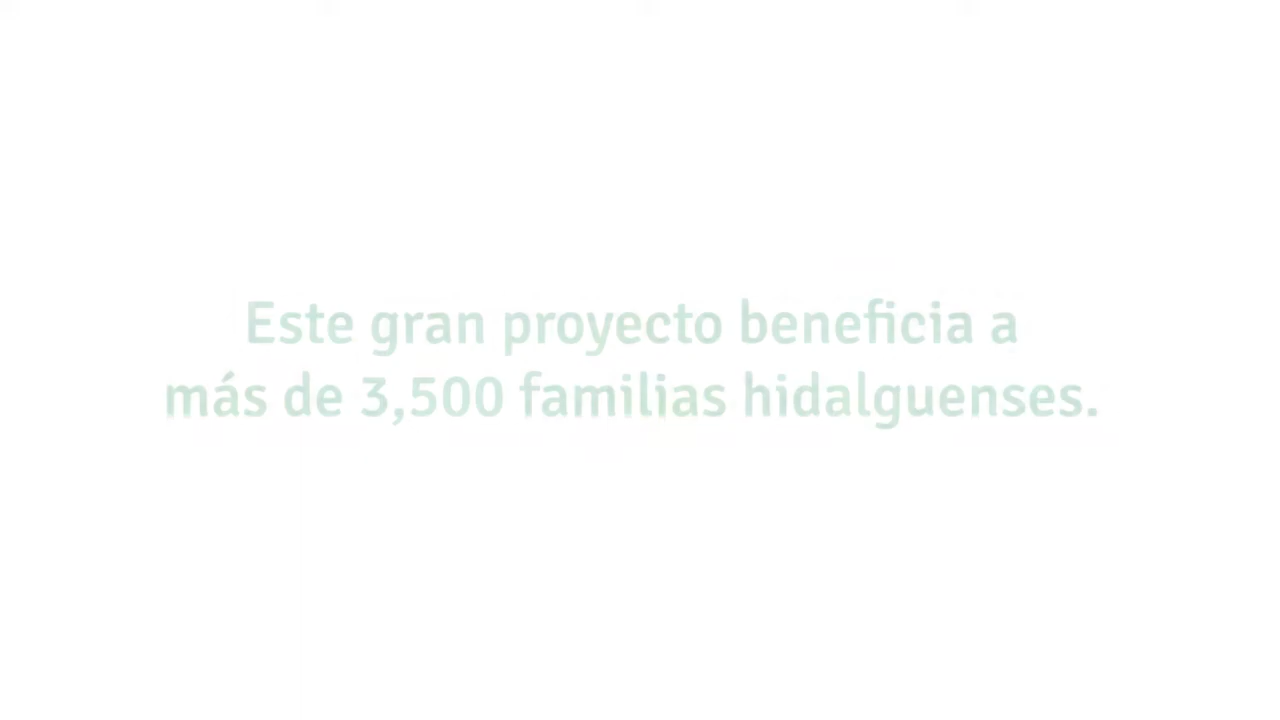 Este gran proyecto beneficia a
más de 3,500 familias hidalguenses.